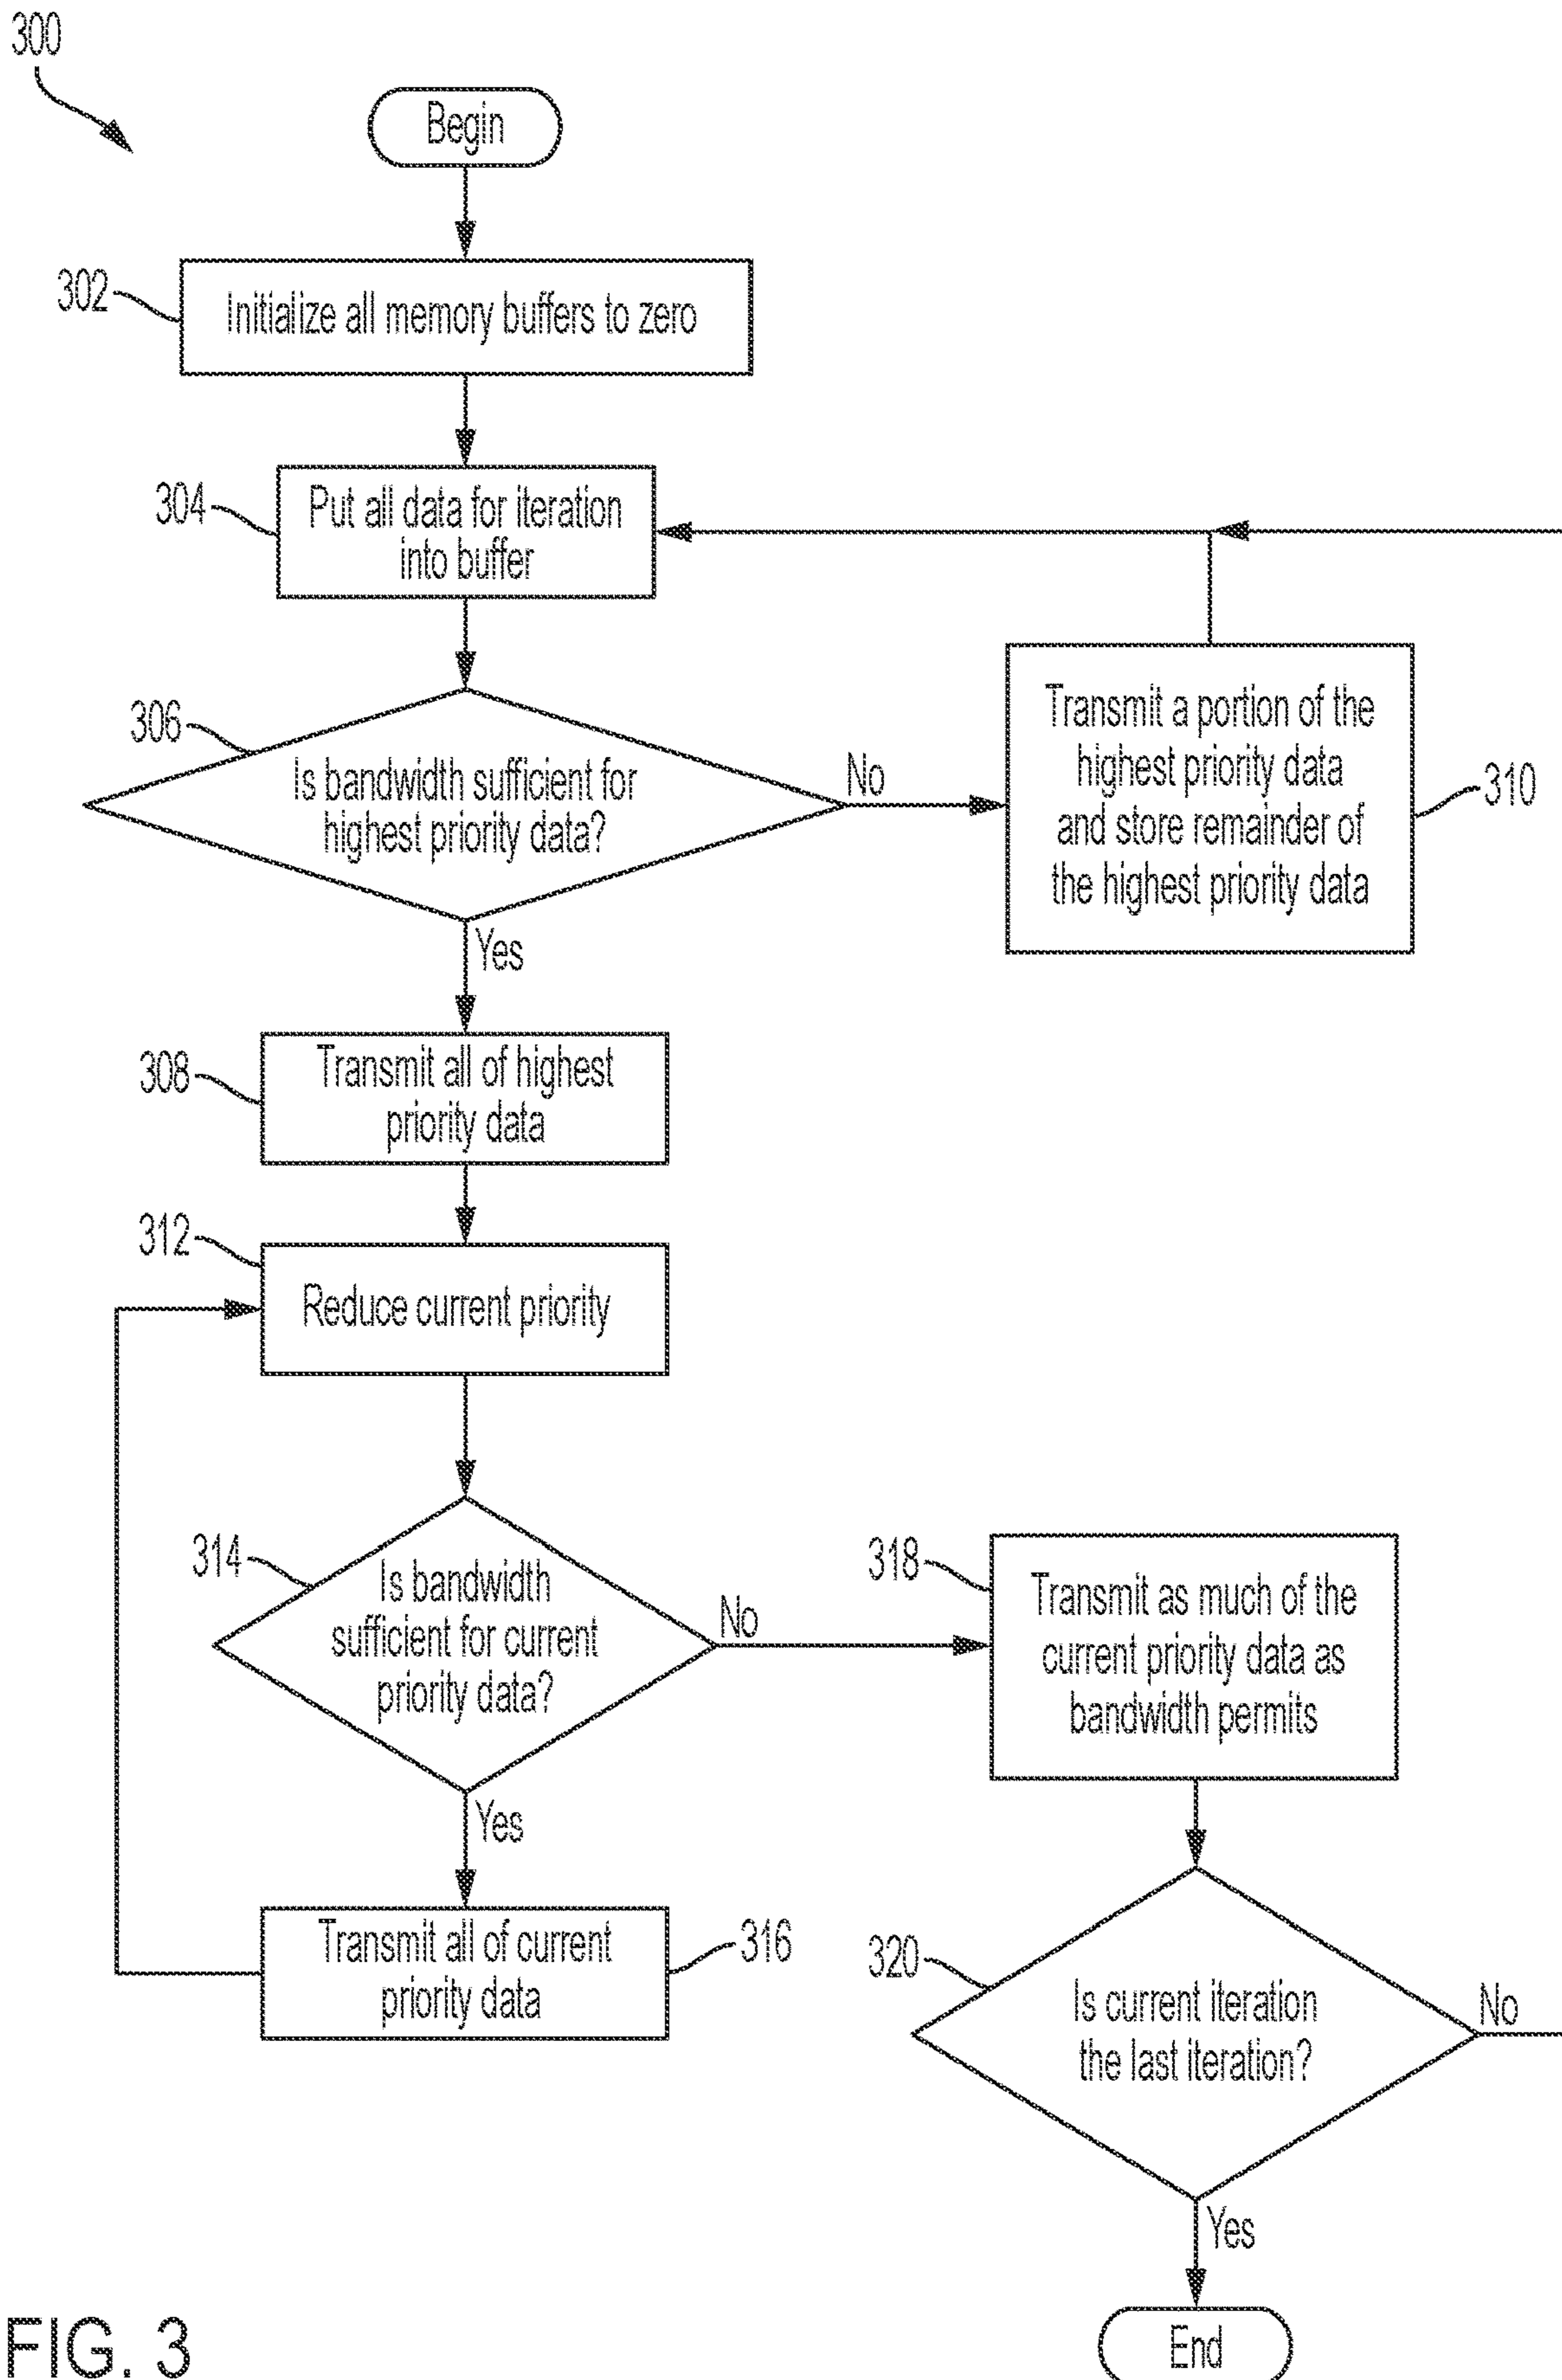 300
Begin
302
Initialize all memory buffers to zero
304
Put all data for iteration
into buffer
306
Is bandwidth sufficient for
highest priority data?
No
Transmit a portion of the
highest priority data
and store remainder of
the highest priority data
310
Yes
308
Transmit all of highest
priority data
312
Reduce current priority
314
Is bandwidth
sufficient for current
priority data?
No
318
Transmit as much of the
current priority data as
bandwidth permits
Yes
Transmit all of current
priority data
316
320
Is current iteration
the last iteration?
No
Yes
End
FIG. 3